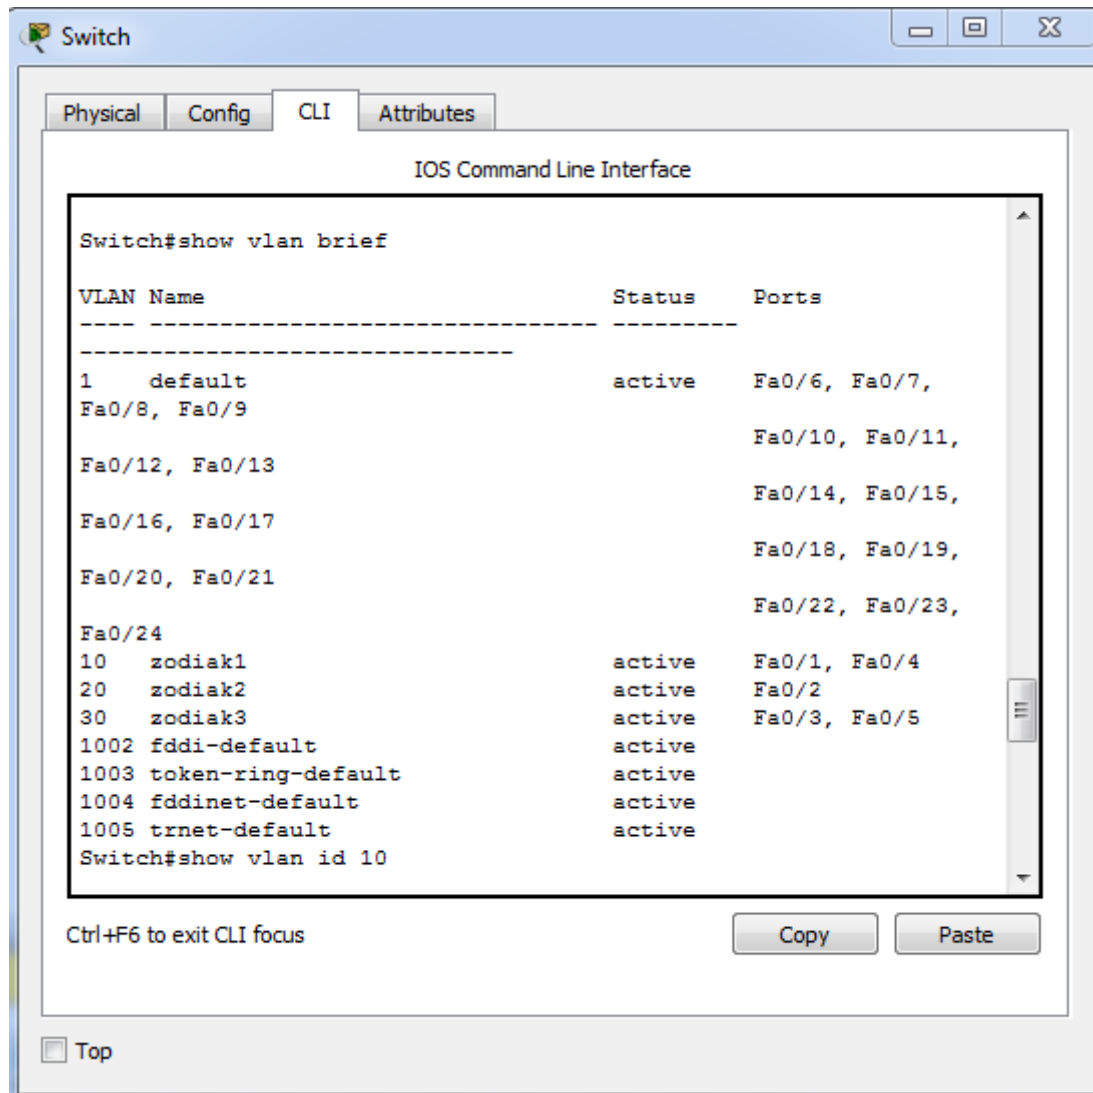 Switch
Physical Config CLI Attributes
IOS Command Line Interface
Switch#show vlan brief
VLAN Name Status Ports
---- -------------------------------- ---------
-------------------------------
1 default active Fa0/6, Fa0/7,
Fa0/8, Fa0/9
Fa0/10, Fa0/11,
Fa0/12, Fa0/13
Fa0/14, Fa0/15,
Fa0/16, Fa0/17
Fa0/18, Fa0/19,
Fa0/20, Fa0/21
Fa0/22, Fa0/23,
Fa0/24
10 zodiak1 active Fa0/1, Fa0/4
20 zodiak2 active Fa0/2
30 zodiak3 active Fa0/3, Fa0/5
1002 fddi-default active
1003 token-ring-default active
1004 fddinet-default active
1005 trnet-default active
Switch#show vlan id 10
Ctrl+F6 to exit CLI focus
Copy Paste
Top